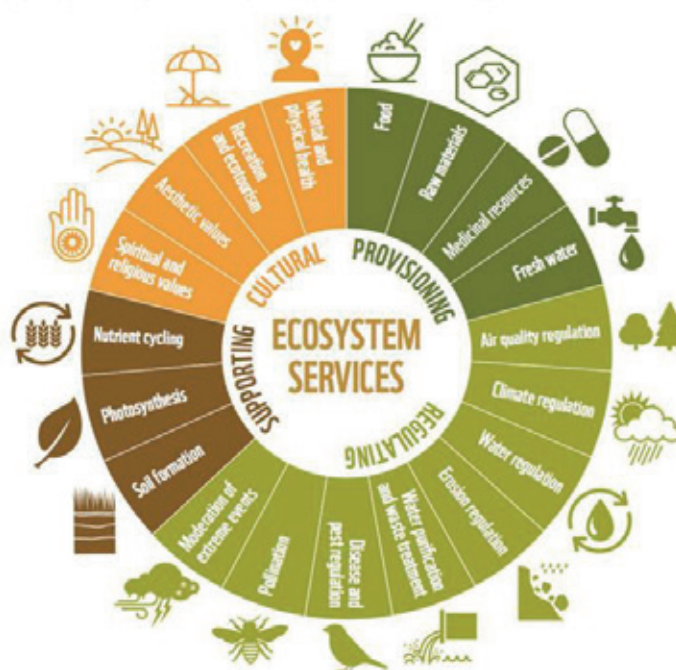 ECOSYSTEM
SERVICES
CULTURAL
PROVISIONING
REGULATING
SUPPORTING
Food
Raw materials
Medicinal resources
Fresh water
Air quality regulation
Climate regulation
Water regulation
Erosion regulation
Water purification
and waste treatment
Disease and
pest regulation
Pollination
Moderation of
extreme events
Soil formation
Photosynthesis
Nutrient cycling
Spiritual and
religious values
Aesthetic values
Recreation
and ecotourism
Mental and
physical health